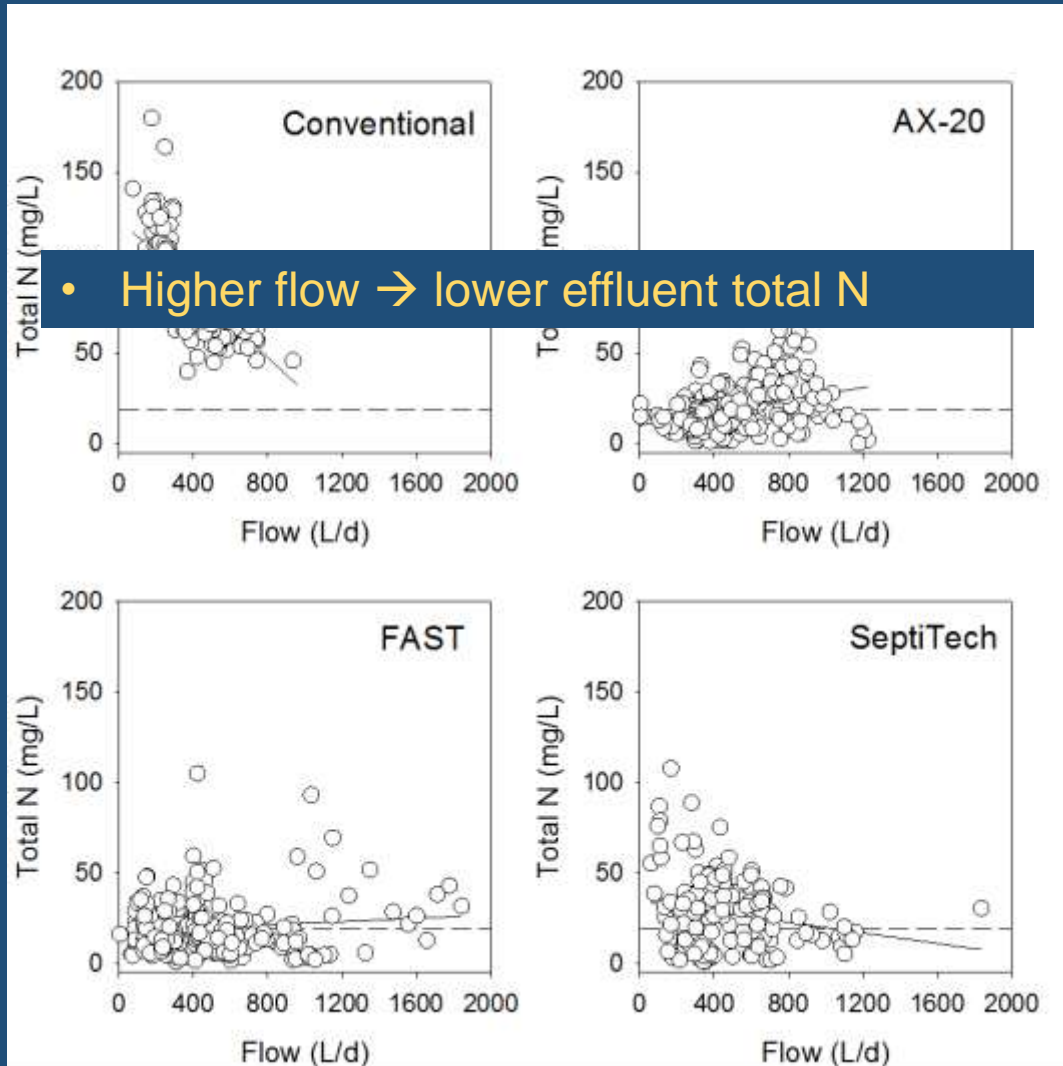 Conventional
Total N (mg/L)
200
150
50
0
0 400 800 1200 1600 2000
Flow (L/d)
AX-20
mg/L)
200
150
50
0
0 400 800 1200 1600 2000
Flow (L/d)
• Higher flow → lower effluent total N
FAST
Total N (mg/L)
200
150
100
50
0
0 400 800 1200 1600 2000
Flow (L/d)
SeptiTech
Total N (mg/L)
200
150
100
50
0
0 400 800 1200 1600 2000
Flow (L/d)